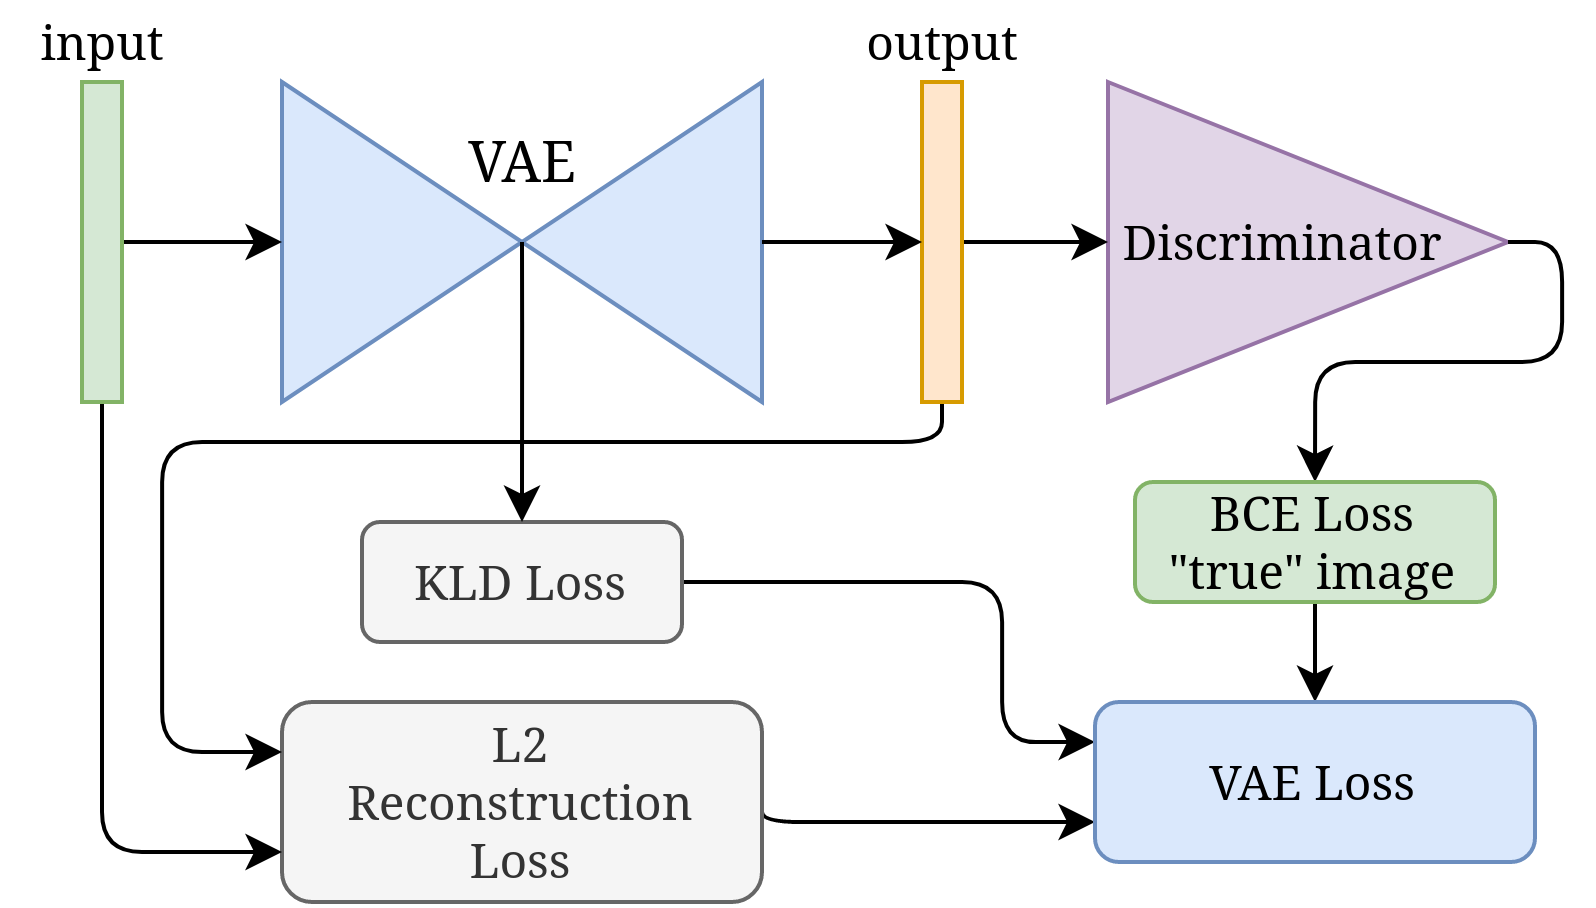 input
output
VAE
Discriminator
BCE Loss
"true" image
KLD Loss
L2
Reconstruction
Loss
VAE Loss